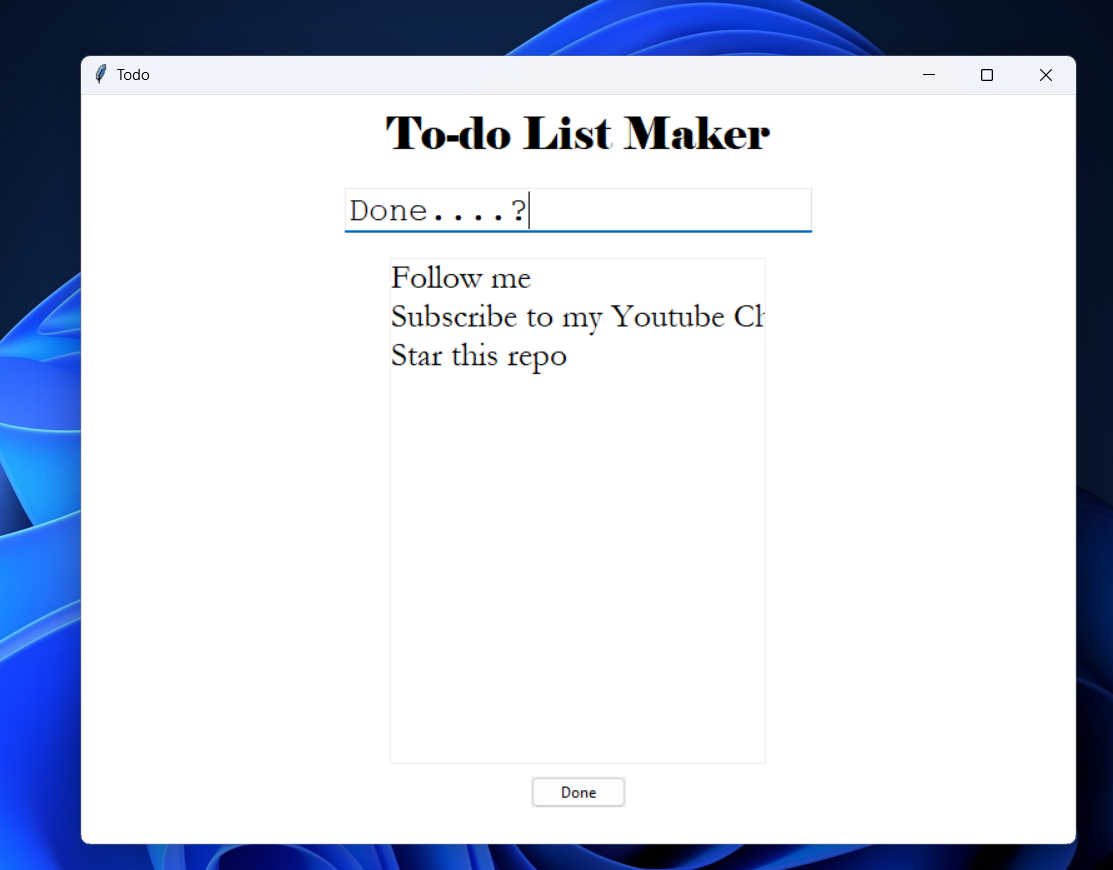 Todo
To-do List Maker
Done....?
Follow me
Subscribe to my Youtube Ch
Star this repo
Done